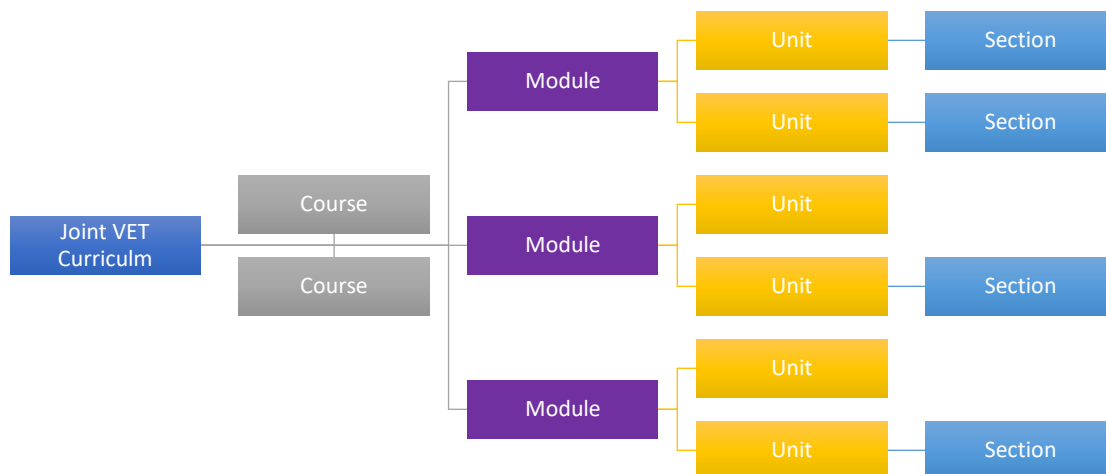 Joint VET
Curriculm
Course
Course
Module
Unit
Section
Unit
Section
Module
Unit
Unit
Section
Module
Unit
Unit
Section